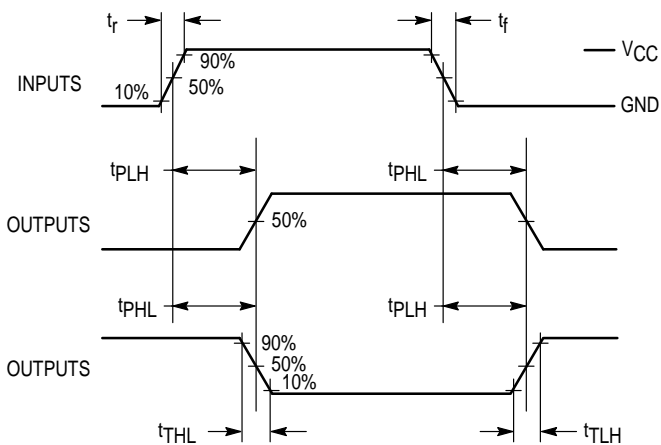 tr
tf
90%
VCC
INPUTS
10%
50%
GND
tPLH
tPHL
OUTPUTS
50%
tPHL
tPLH
90%
OUTPUTS
50%
10%
tTHL
tTLH